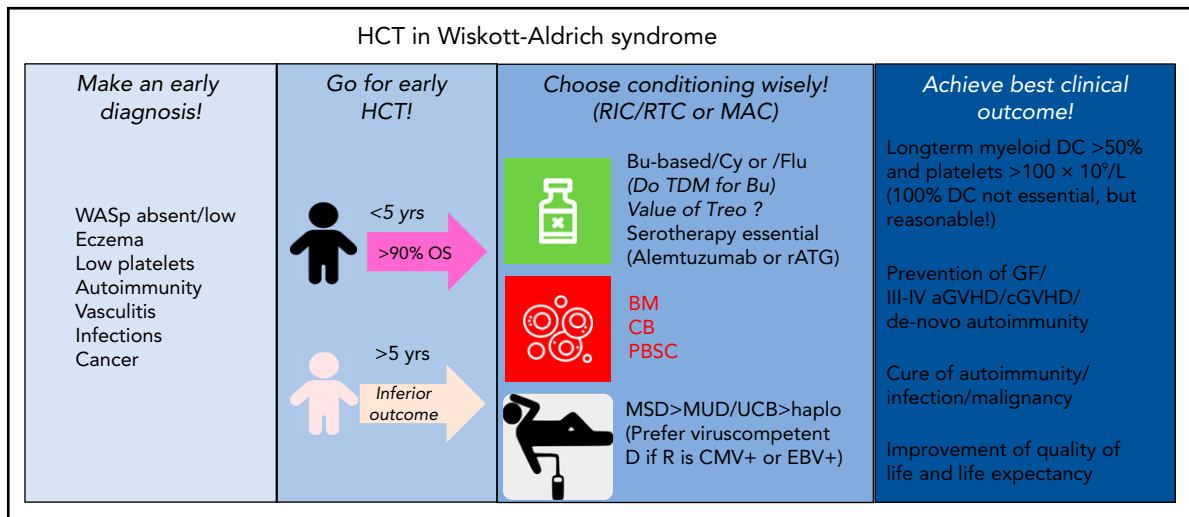 HCT in Wiskott-Aldrich syndrome
Make an early
diagnosis!
WASp absent/low
Eczema
Low platelets
Autoimmunity
Vasculitis
Infections
Cancer
Go for early
HCT!
<5 yrs
>90% OS
>5 yrs
Inferior
outcome
Choose conditioning wisely!
(RIC/RTC or MAC)
Bu-based/Cy or /Flu
(Do TDM for Bu)
Value of Treo ?
Serotherapy essential
(Alemtuzumab or rATG)
BM
CB
PBSC
MSD>MUD/UCB>haplo
(Prefer viruscompetent
D if R is CMV+ or EBV+)
Achieve best clinical
outcome!
Longterm myeloid DC >50%
and platelets >100 × 10⁹/L
(100% DC not essential, but
reasonable!)
Prevention of GF/
III-IV aGVHD/cGVHD/
de-novo autoimmunity
Cure of autoimmunity/
infection/malignancy
Improvement of quality of
life and life expectancy